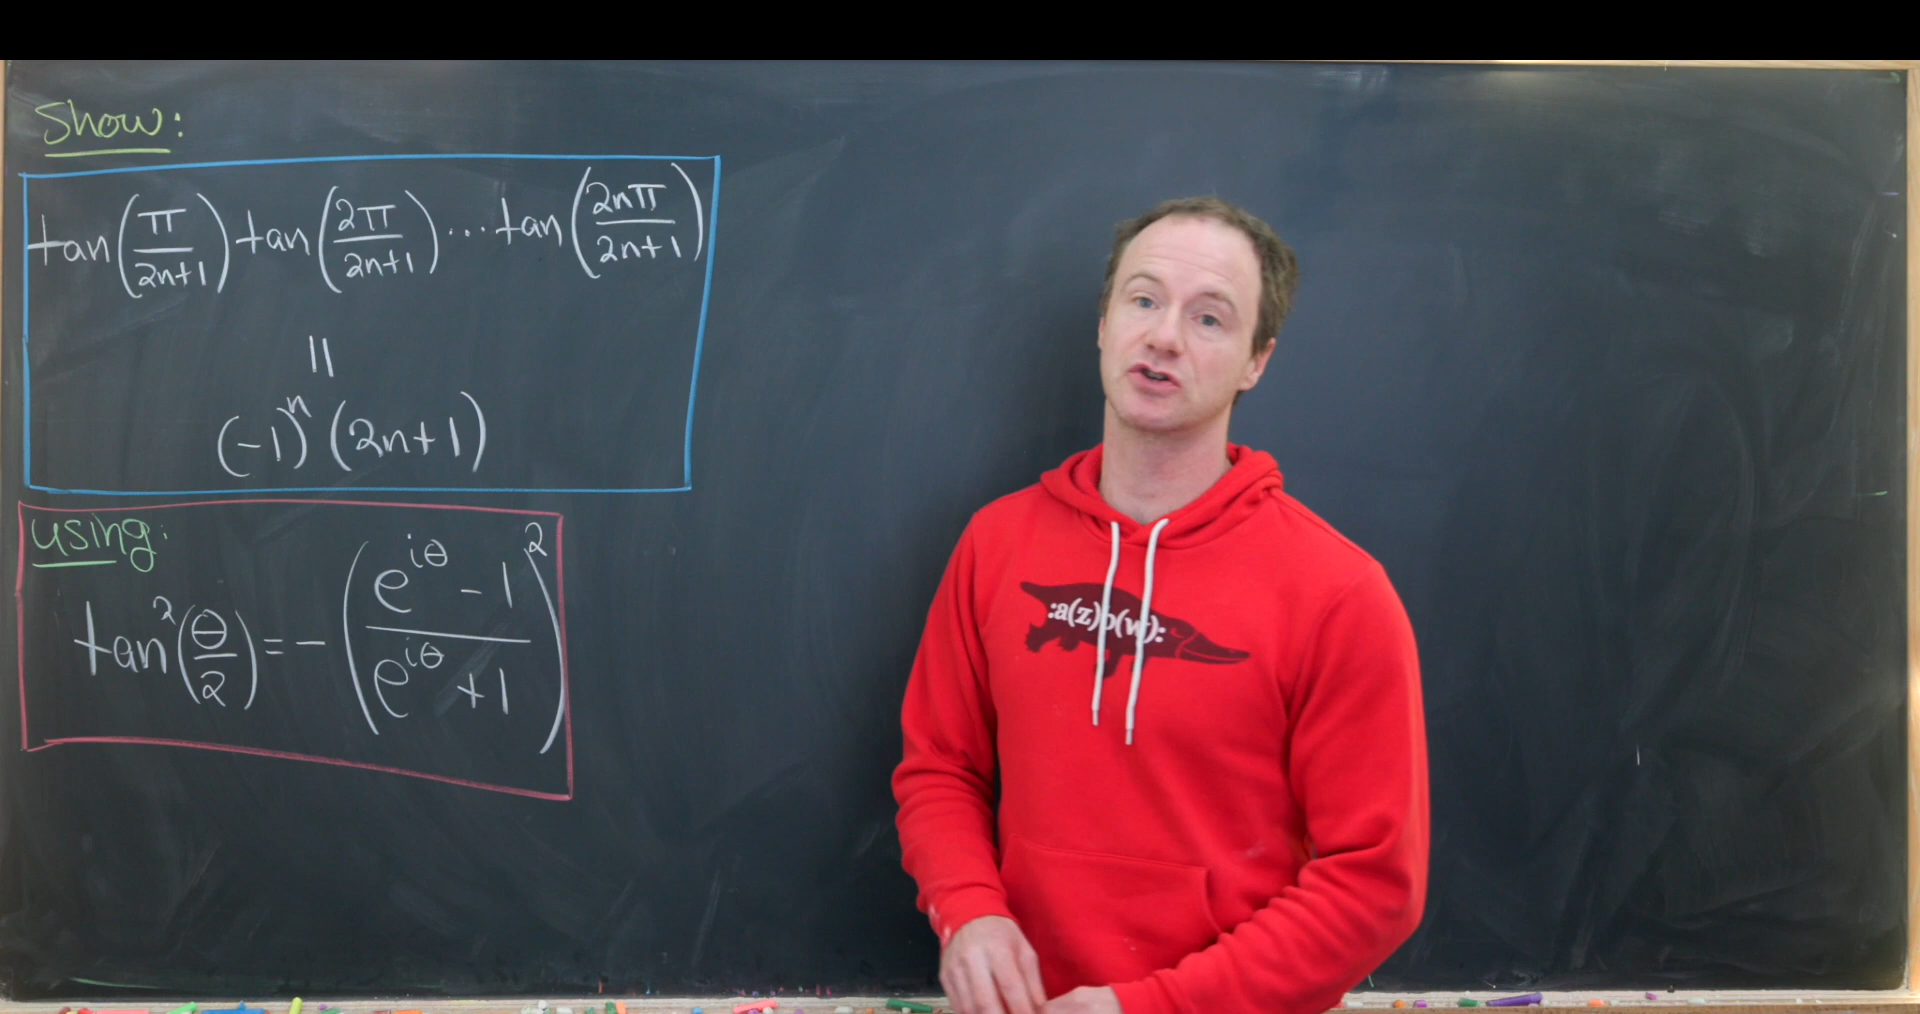 Show:
tan(π/(2n+1)) tan(2π/(2n+1)) ... tan(2nπ/(2n+1))
||
(-1)^n (2n+1)
using:
tan²(θ/2) = -((e^{iθ} - 1)/(e^{iθ} + 1))²
:a(z)b(w):